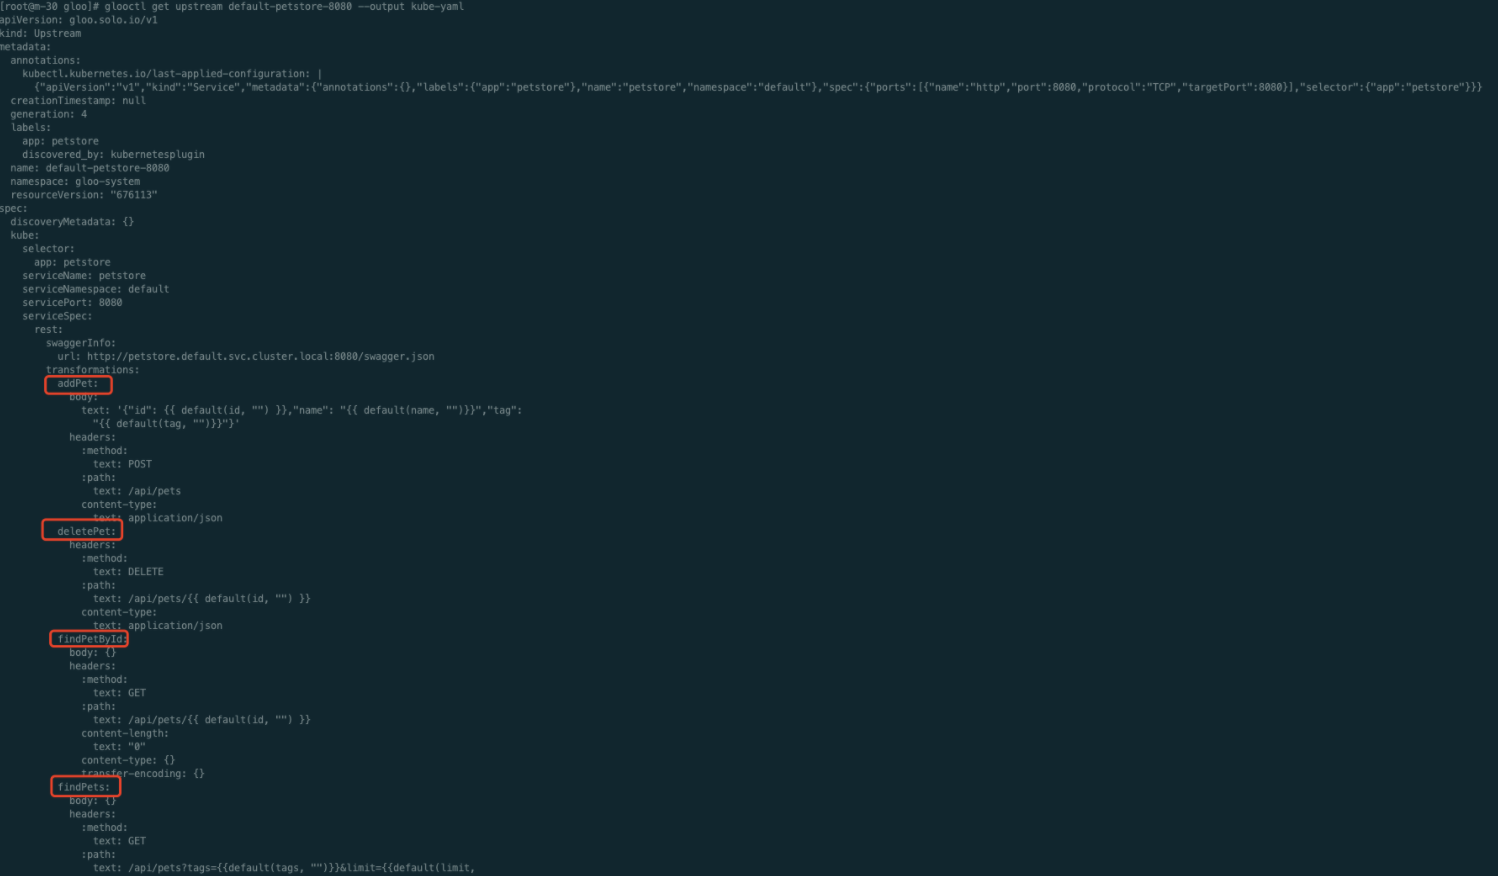 [root@m-30 gloo]# glooctl get upstream default-petstore-8080 --output kube-yaml
apiVersion: gloo.solo.io/v1
kind: Upstream
metadata:
  annotations:
    kubectl.kubernetes.io/last-applied-configuration: |
      {"apiVersion":"v1","kind":"Service","metadata":{"annotations":{},"labels":{"app":"petstore"},"name":"petstore","namespace":"default"},"spec":{"ports":[{"name":"http","port":8080,"protocol":"TCP","targetPort":8080}],"selector":{"app":"petstore"}}}
  creationTimestamp: null
  generation: 4
  labels:
    app: petstore
    discovered_by: kubernetesplugin
  name: default-petstore-8080
  namespace: gloo-system
  resourceVersion: "676113"
spec:
  discoveryMetadata: {}
  kube:
    selector:
      app: petstore
    serviceName: petstore
    serviceNamespace: default
    servicePort: 8080
    serviceSpec:
      rest:
        swaggerInfo:
          url: http://petstore.default.svc.cluster.local:8080/swagger.json
        transformations:
          addPet:
            body:
              text: '{"id": {{ default(id, "") }},"name": "{{ default(name, "")}}","tag":
                "{{ default(tag, "")}}"}'
            headers:
              :method:
                text: POST
              :path:
                text: /api/pets
              content-type:
                text: application/json
          deletePet:
            headers:
              :method:
                text: DELETE
              :path:
                text: /api/pets/{{ default(id, "") }}
              content-type:
                text: application/json
          findPetById:
            body: {}
            headers:
              :method:
                text: GET
              :path:
                text: /api/pets/{{ default(id, "") }}
              content-length:
                text: "0"
              content-type: {}
              transfer-encoding: {}
          findPets:
            body: {}
            headers:
              :method:
                text: GET
              :path:
                text: /api/pets?tags={{default(tags, "")}}&limit={{default(limit,